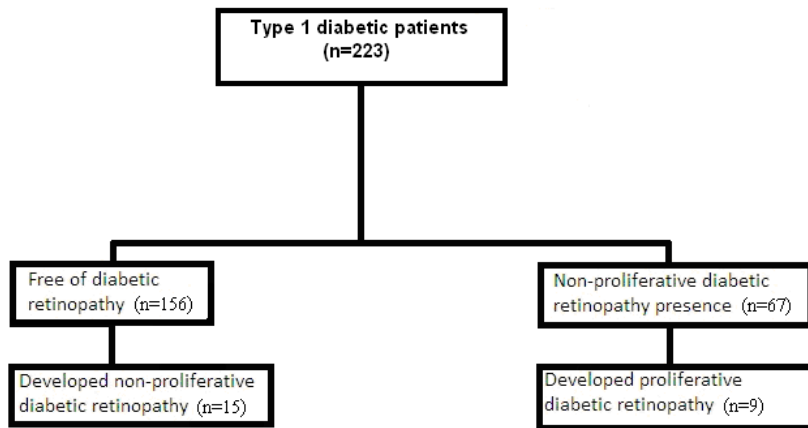 Type 1 diabetic patients
(n=223)
Free of diabetic
retinopathy (n=156)
Non-proliferative diabetic
retinopathy presence (n=67)
Developed non-proliferative
diabetic retinopathy (n=15)
Developed proliferative
diabetic retinopathy (n=9)